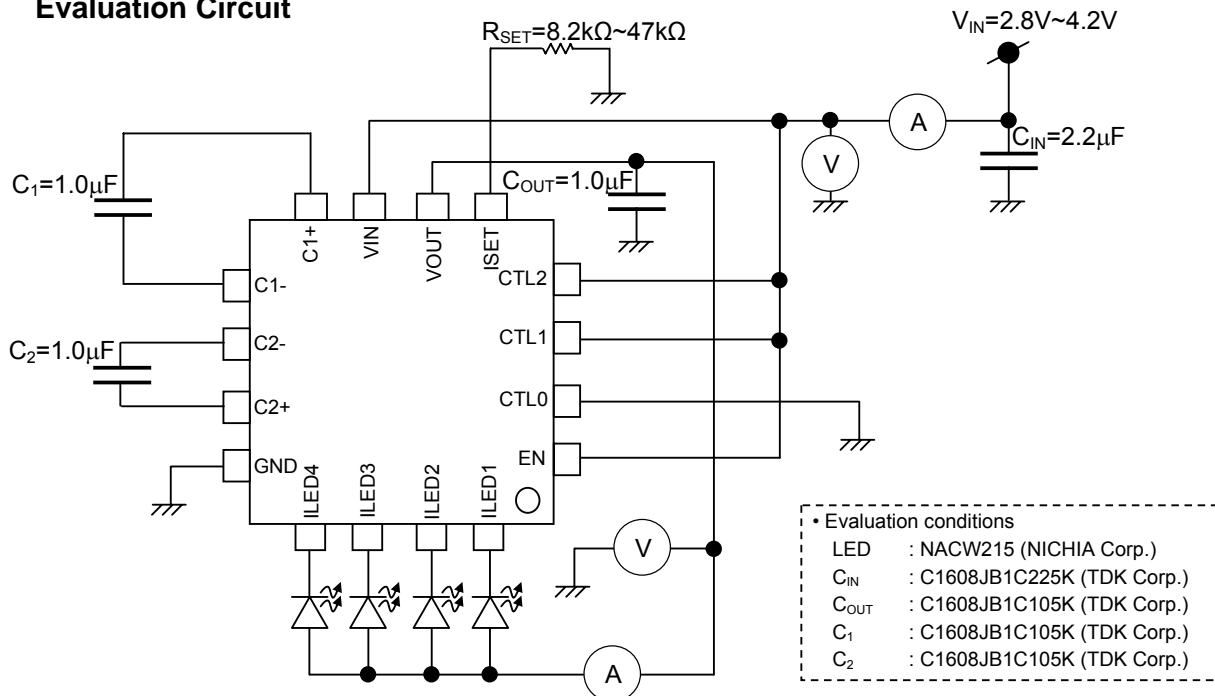 Evaluation Circuit
RSET=8.2kΩ~47kΩ
VIN=2.8V~4.2V
A
CIN=2.2μF
V
C1=1.0μF
COUT=1.0μF
C1+
VIN
VOUT
ISET
C1-
CTL2
C2=1.0μF
C2-
CTL1
C2+
CTL0
GND
EN
ILED4
ILED3
ILED2
ILED1
V
A
• Evaluation conditions
LED : NACW215 (NICHIA Corp.)
CIN : C1608JB1C225K (TDK Corp.)
COUT : C1608JB1C105K (TDK Corp.)
C1 : C1608JB1C105K (TDK Corp.)
C2 : C1608JB1C105K (TDK Corp.)